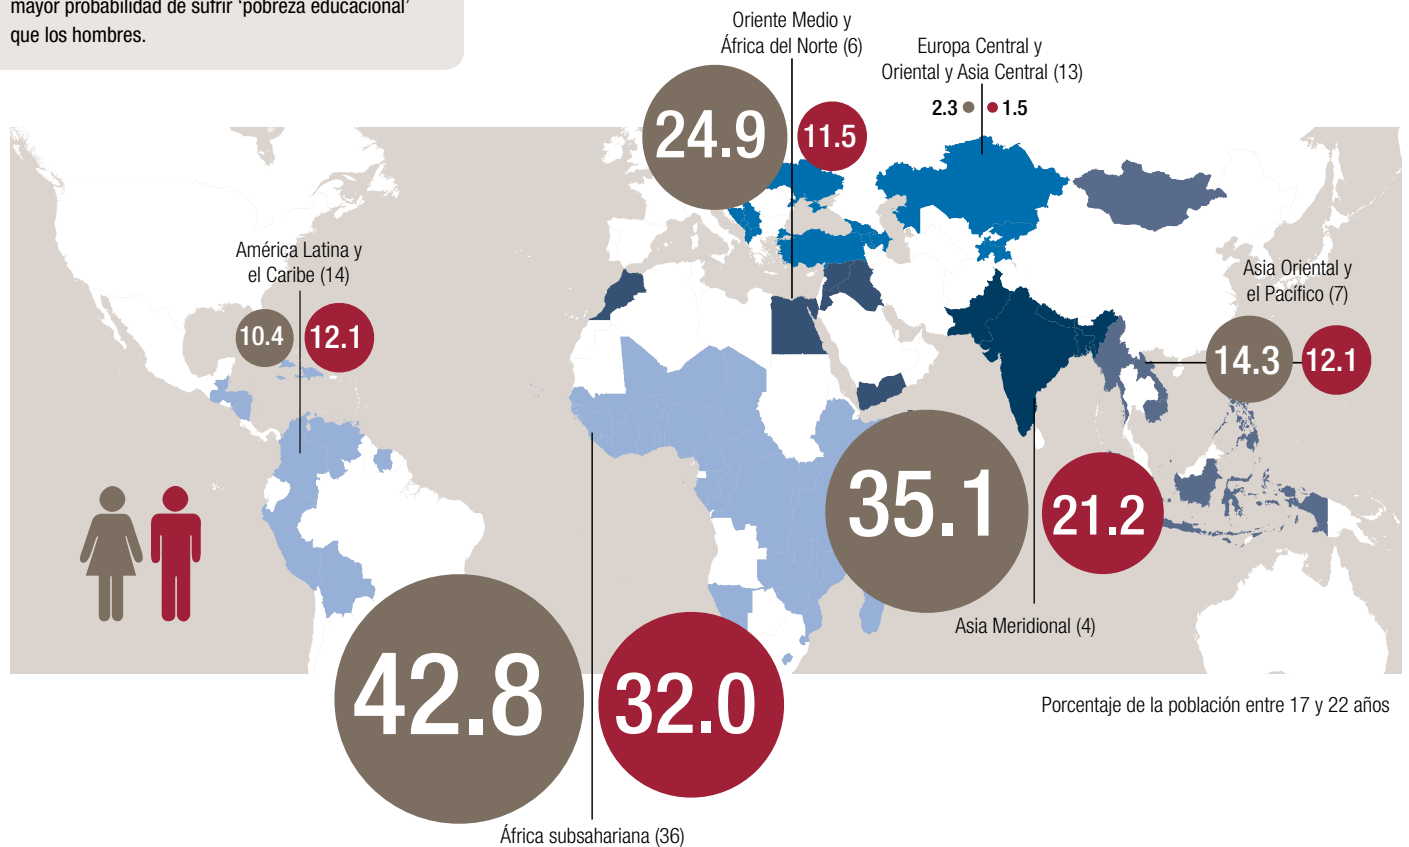 mayor probabilidad de sufrir ‘pobreza educacional’
que los hombres.
Oriente Medio y
África del Norte (6)
24.9
11.5
Europa Central y
Oriental y Asia Central (13)
2.3
1.5
América Latina y
el Caribe (14)
10.4
12.1
Asia Oriental y
el Pacífico (7)
14.3
12.1
35.1
21.2
Asia Meridional (4)
42.8
32.0
África subsahariana (36)
Porcentaje de la población entre 17 y 22 años